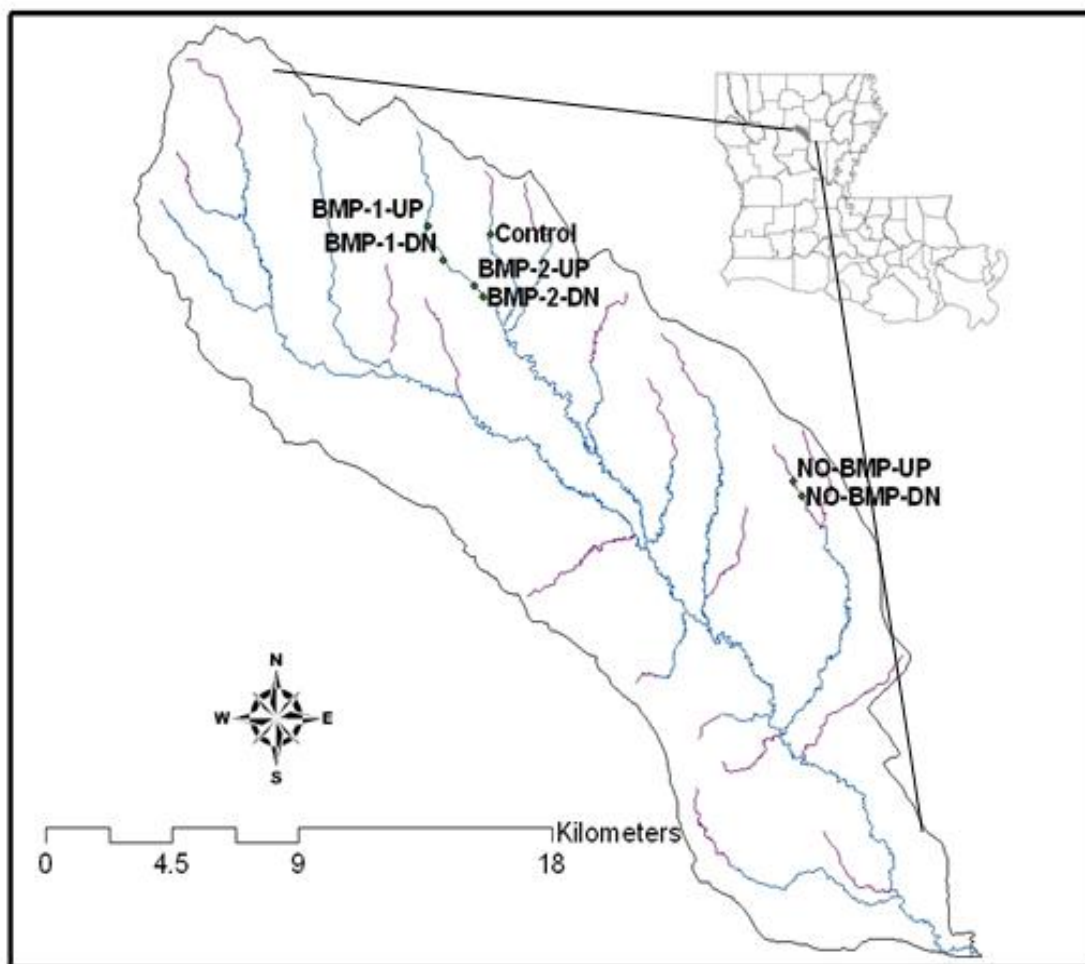 BMP-1-UP
Control
BMP-1-DN
BMP-2-UP
BMP-2-DN
NO-BMP-UP
NO-BMP-DN
N
W E
S
Kilometers
0 4.5 9 18